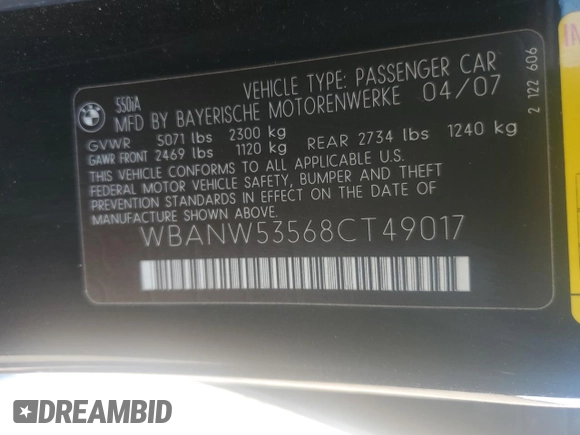 BMW
550iA
VEHICLE TYPE: PASSENGER CAR
MFD BY BAYERISCHE MOTORENWERKE 04/07
GVWR 5071 lbs 2300 kg
GAWR FRONT 2469 lbs 1120 kg REAR 2734 lbs 1240 kg
THIS VEHICLE CONFORMS TO ALL APPLICABLE U.S.
FEDERAL MOTOR VEHICLE SAFETY, BUMPER AND THEFT
PREVENTION STANDARDS IN EFFECT ON THE DATE OF
MANUFACTURE SHOWN ABOVE.
WBANW53568CT49017
2 122 606
DREAMBID